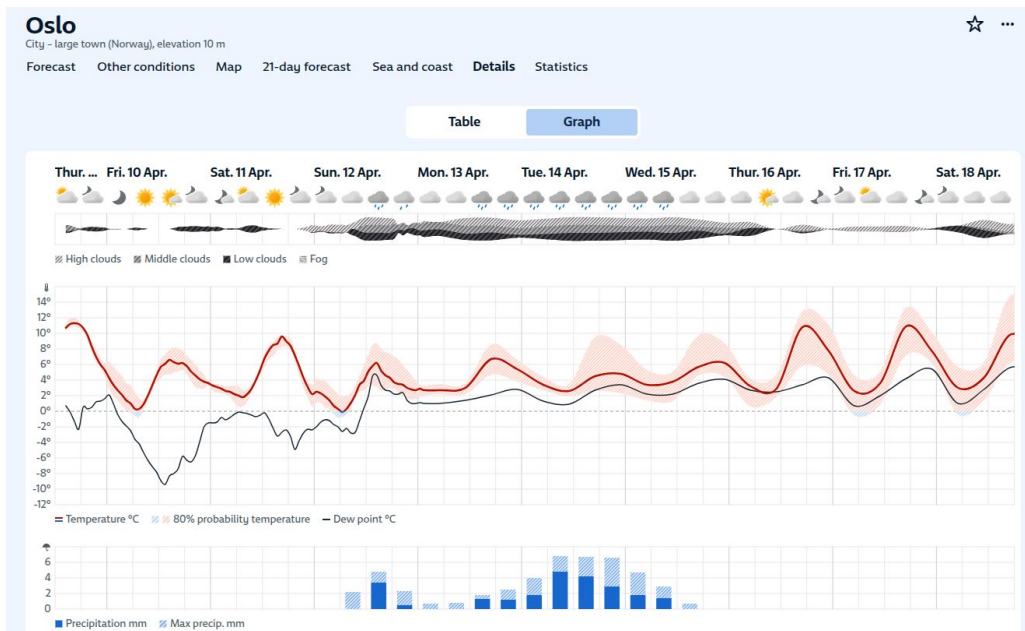 Oslo
City – large town (Norway), elevation 10 m
Forecast Other conditions Map 21-day forecast Sea and coast Details Statistics
Table Graph
Thur. ... Fri. 10 Apr. Sat. 11 Apr. Sun. 12 Apr. Mon. 13 Apr. Tue. 14 Apr. Wed. 15 Apr. Thur. 16 Apr. Fri. 17 Apr. Sat. 18 Apr.
High clouds Middle clouds Low clouds Fog
14°
12°
10°
8°
6°
4°
2°
0°
-2°
-4°
-6°
-8°
-10°
-12°
Temperature °C 80% probability temperature Dew point °C
6
4
2
0
Precipitation mm Max precip. mm